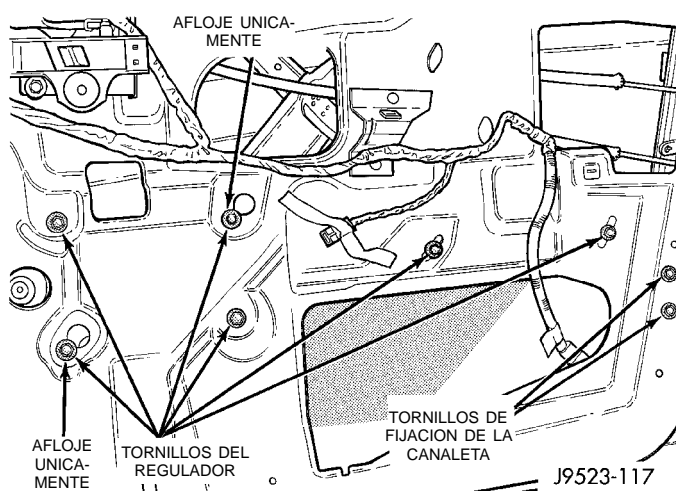 AFLOJE UNICA-
MENTE
AFLOJE
UNICA-
MENTE
TORNILLOS DEL
REGULADOR
TORNILLOS DE
FIJACION DE LA
CANALETA
J9523-117